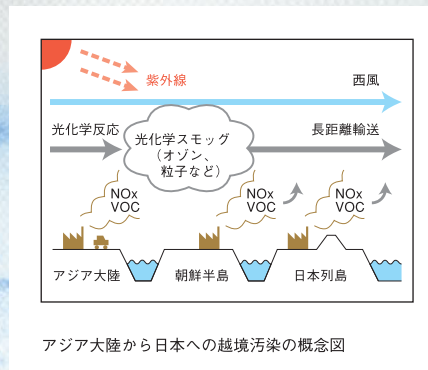 紫外線
西風
光化学反応
光化学スモッグ
（オゾン、
粒子など）
長距離輸送
NOx
VOC
NOx
VOC
NOx
VOC
アジア大陸
朝鮮半島
日本列島
アジア大陸から日本への越境汚染の概念図